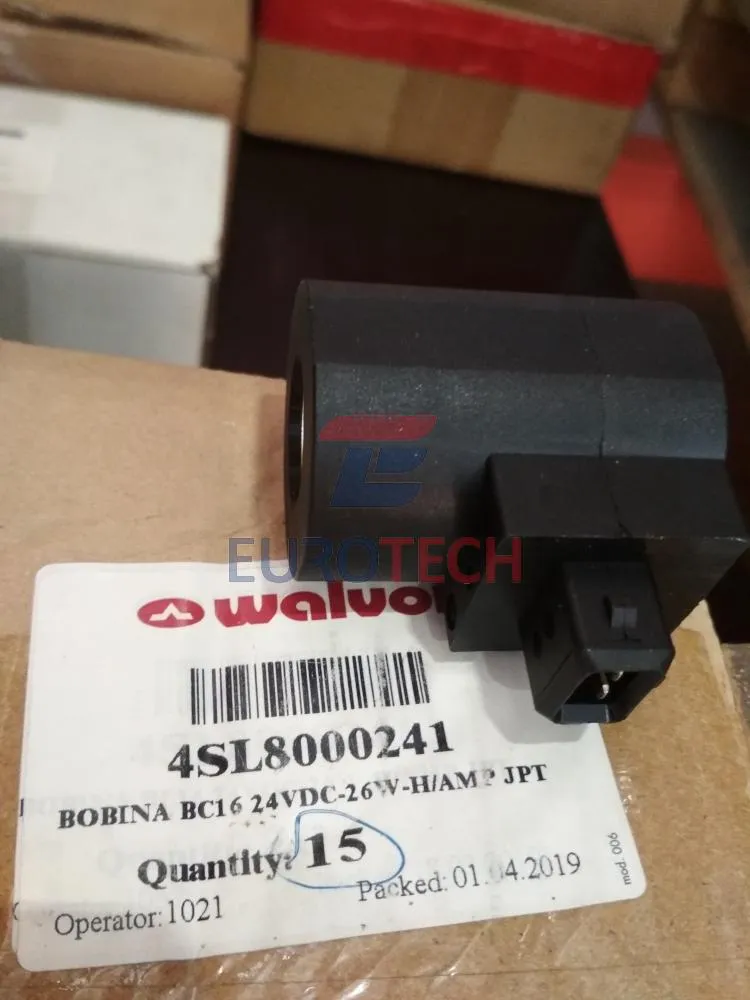 EUROTECH
walvo
4SL8000241
BOBINA BC16 24VDC-26W-H/AMP JPT
Quantity: 15
Packed: 01.04.2019
Operator: 1021
mod. 006